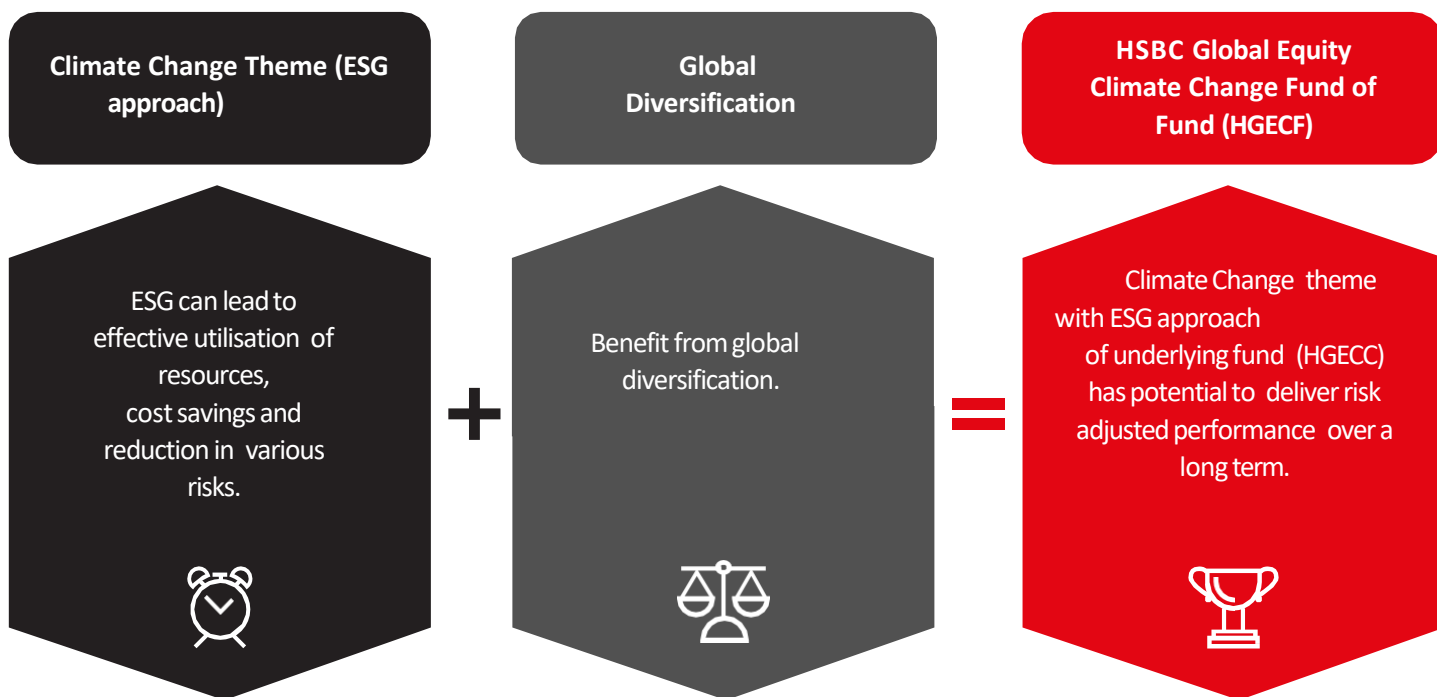 Climate Change Theme (ESG
approach)
Global
Diversification
HSBC Global Equity
Climate Change Fund of
Fund (HGECF)
ESG can lead to
effective utilisation of
resources,
cost savings and
reduction in various
risks.
+
Benefit from global
diversification.
=
Climate Change theme
with ESG approach
of underlying fund (HGECC)
has potential to deliver risk
adjusted performance over a
long term.